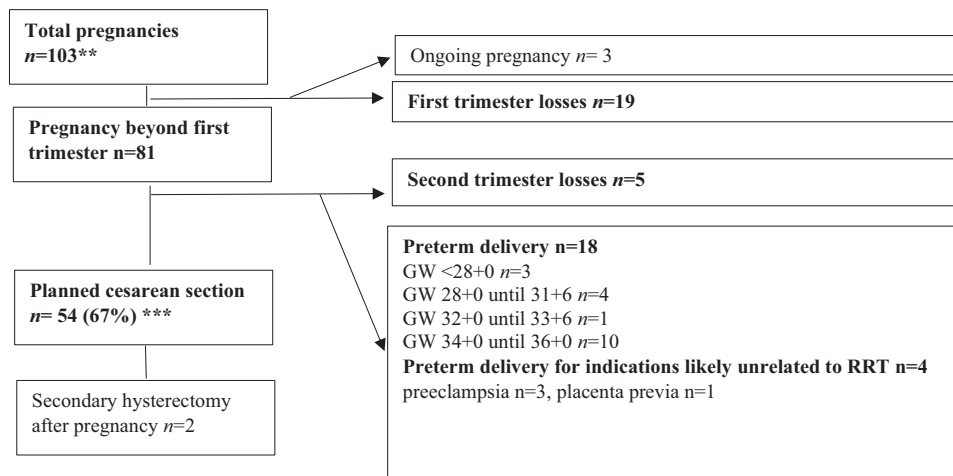 Total pregnancies
n=103**
Ongoing pregnancy n= 3
First trimester losses n=19
Pregnancy beyond first
trimester n=81
Second trimester losses n=5
Preterm delivery n=18
GW <28+0 n=3
GW 28+0 until 31+6 n=4
GW 32+0 until 33+6 n=1
GW 34+0 until 36+0 n=10
Preterm delivery for indications likely unrelated to RRT n=4
preeclampsia n=3, placenta previa n=1
Planned cesarean section
n= 54 (67%) ***
Secondary hysterectomy
after pregnancy n=2